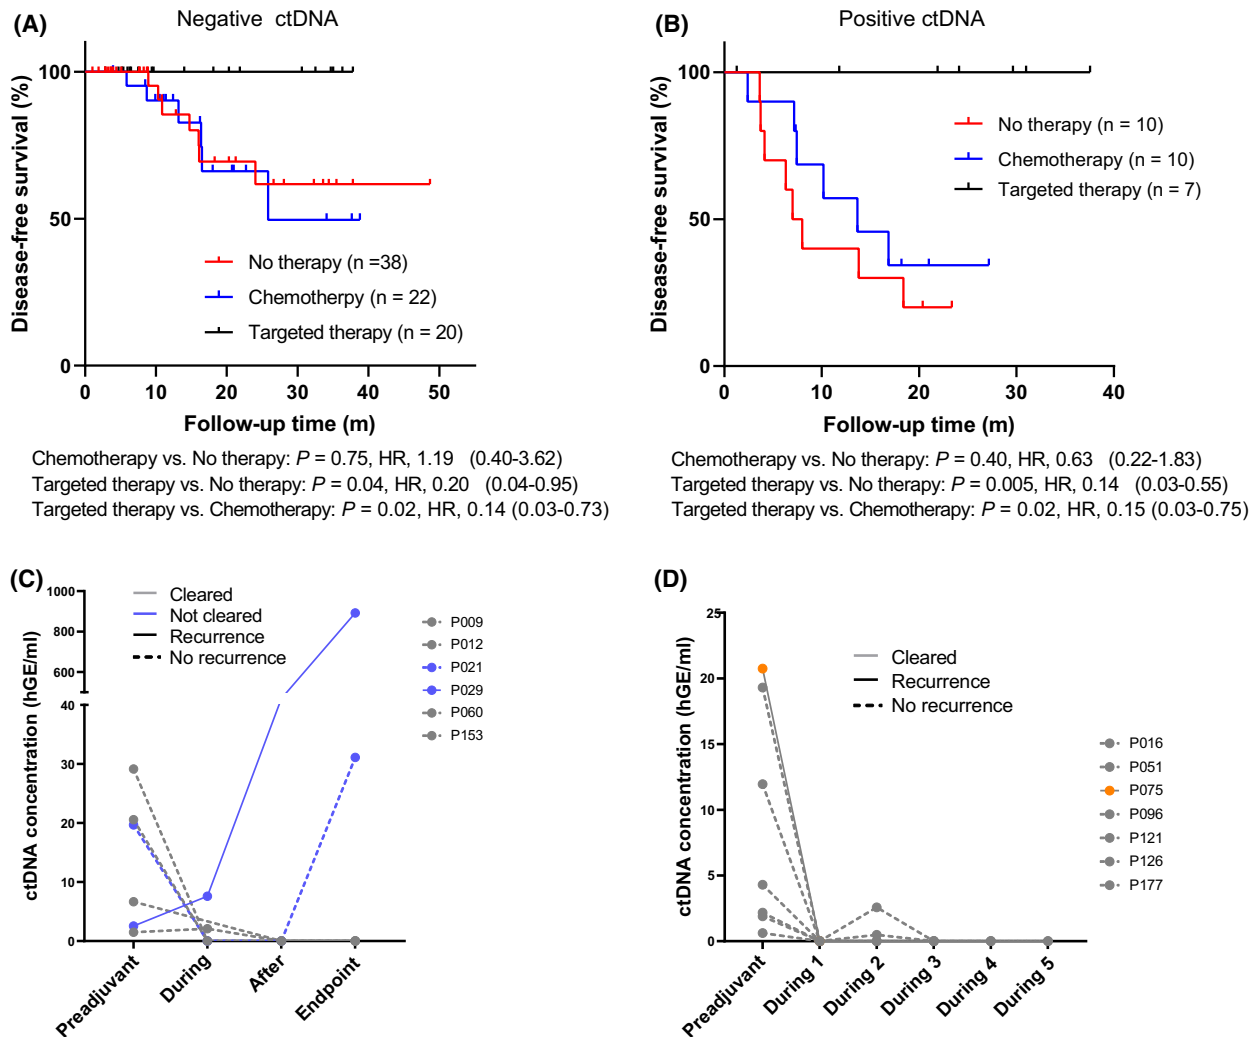 (A)
Negative ctDNA
Disease-free survival (%)
100
50
0
No therapy (n =38)
Chemotherpy (n = 22)
Targeted therapy (n = 20)
0 10 20 30 40 50
Follow-up time (m)
Chemotherapy vs. No therapy: P = 0.75, HR, 1.19 (0.40-3.62)
Targeted therapy vs. No therapy: P = 0.04, HR, 0.20 (0.04-0.95)
Targeted therapy vs. Chemotherapy: P = 0.02, HR, 0.14 (0.03-0.73)
(B)
Positive ctDNA
Disease-free survival (%)
100
50
0
No therapy (n = 10)
Chemotherapy (n = 10)
Targeted therapy (n = 7)
0 10 20 30 40
Follow-up time (m)
Chemotherapy vs. No therapy: P = 0.40, HR, 0.63 (0.22-1.83)
Targeted therapy vs. No therapy: P = 0.005, HR, 0.14 (0.03-0.55)
Targeted therapy vs. Chemotherapy: P = 0.02, HR, 0.15 (0.03-0.75)
(C)
ctDNA concentration (hGE/ml)
1000
800
600
40
30
20
10
0
Cleared
Not cleared
Recurrence
No recurrence
P009
P012
P021
P029
P060
P153
Preadjuvant
During
After
Endpoint
(D)
ctDNA concentration (hGE/ml)
25
20
15
10
5
0
Cleared
Recurrence
No recurrence
P016
P051
P075
P096
P121
P126
P177
Preadjuvant
During 1
During 2
During 3
During 4
During 5